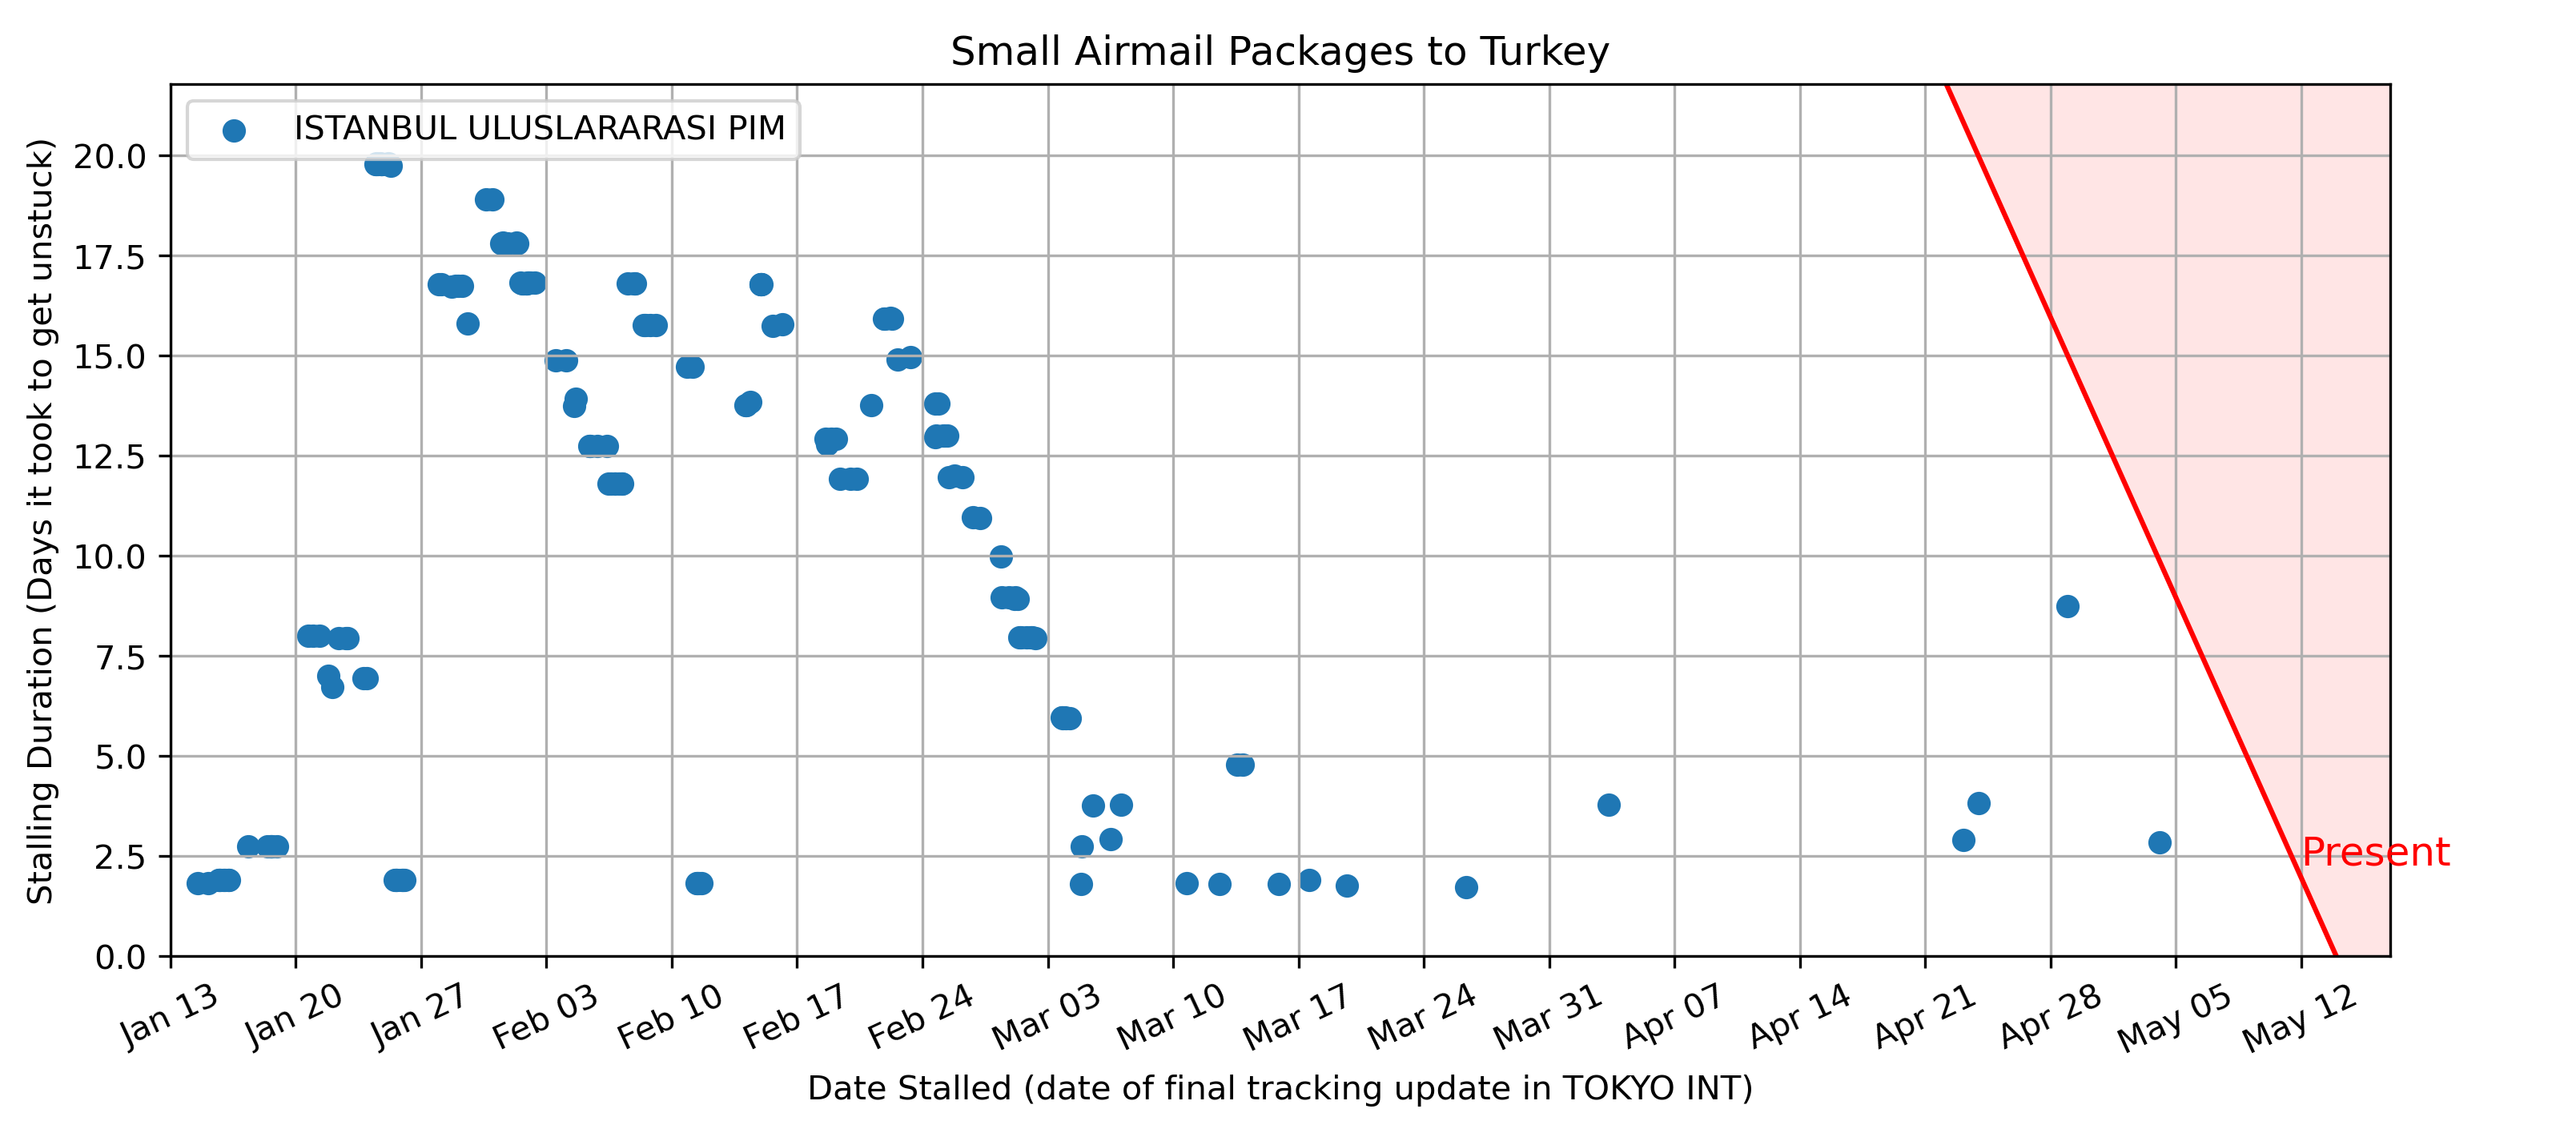 Small Airmail Packages to Turkey
ISTANBUL ULUSLARARASI PIM
Stalling Duration (Days it took to get unstuck)
20.0
17.5
15.0
12.5
10.0
7.5
5.0
2.5
0.0
Present
Jan 13 Jan 20 Jan 27 Feb 03 Feb 10 Feb 17 Feb 24 Mar 03 Mar 10 Mar 17 Mar 24 Mar 31 Apr 07 Apr 14 Apr 21 Apr 28 May 05 May 12
Date Stalled (date of final tracking update in TOKYO INT)